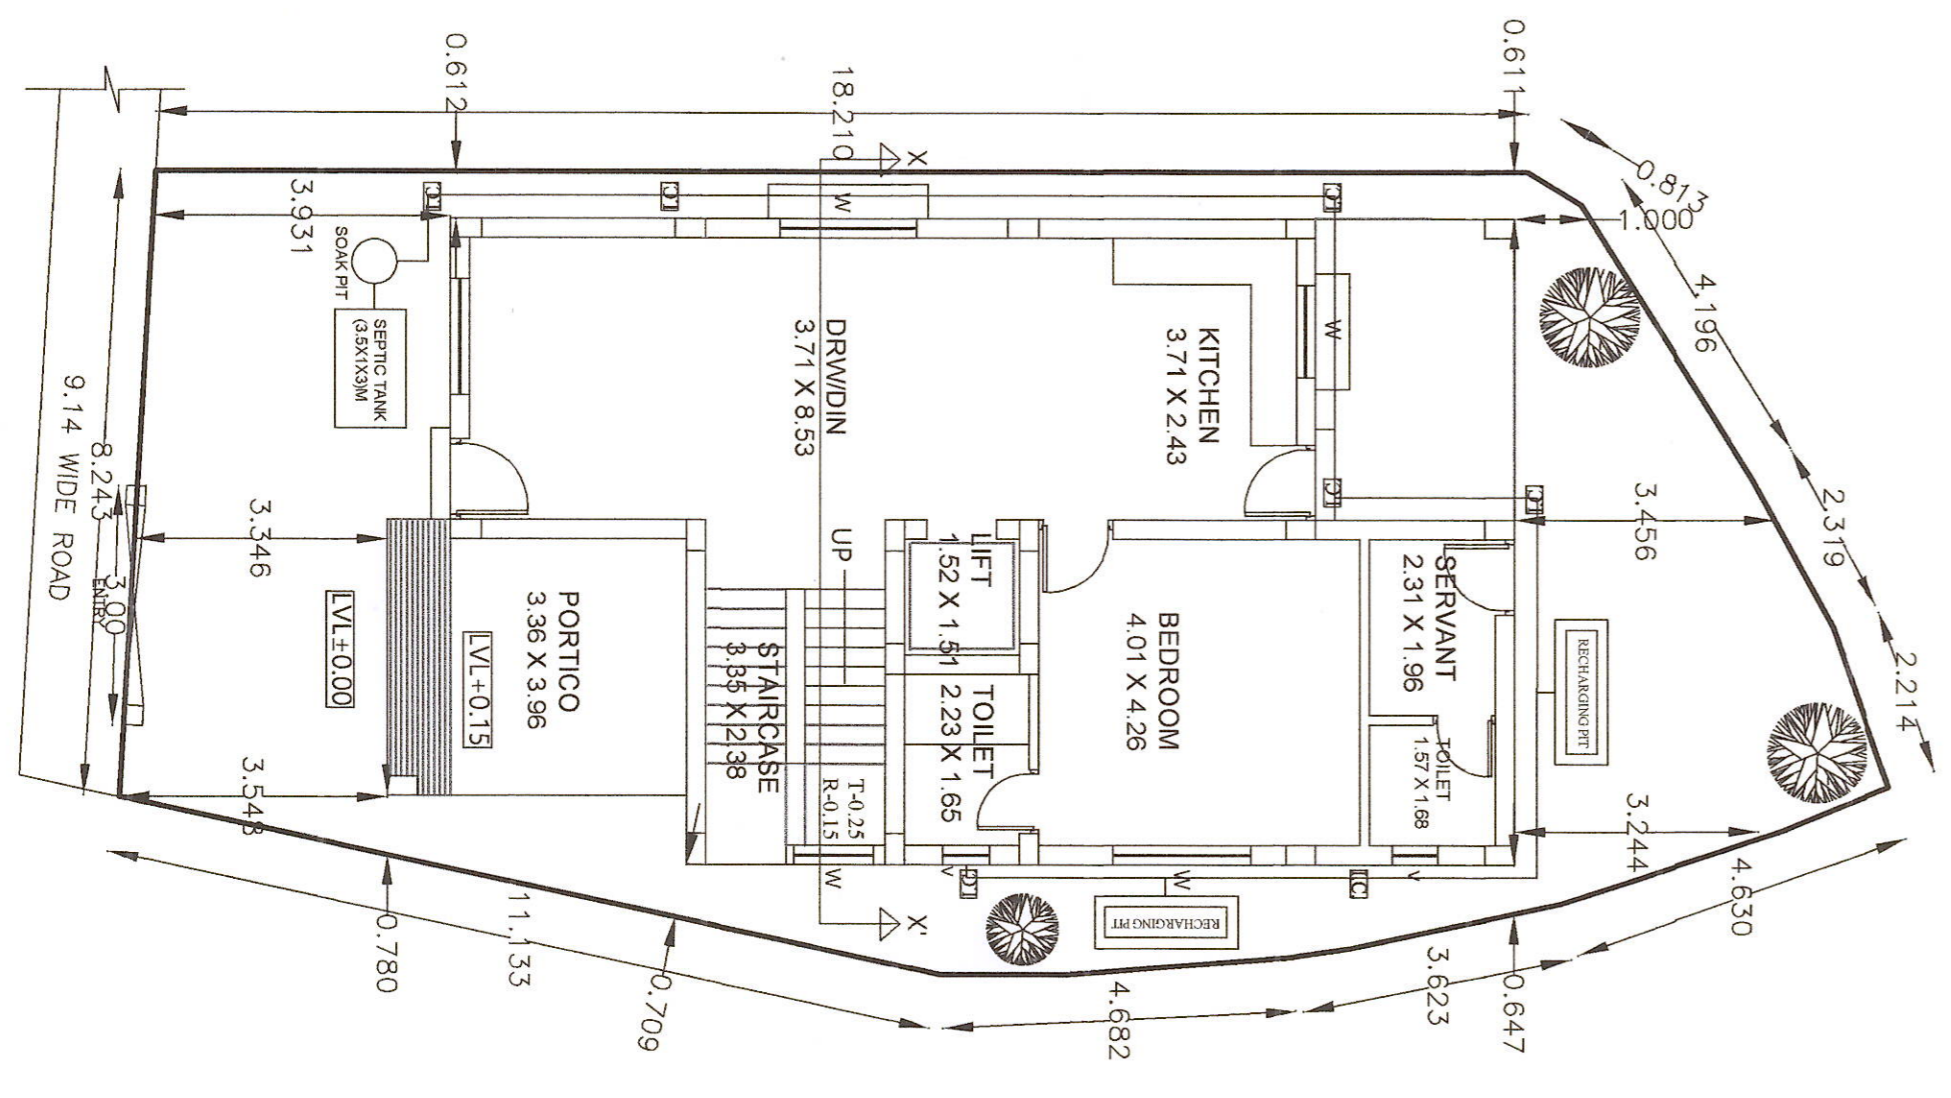 0.612
18.210
0.611
0.813
1.000
4.196
2.319
2.214
X
W
3.931
SOAK PIT
SEPTIC TANK
(3.5X1X3)M
9.14 WIDE ROAD
8.243
3.00
ENTRY
3.346
LVL±0.00
LVL+0.15
3.543
DRW/DIN
3.71 X 8.53
KITCHEN
3.71 X 2.43
W
3.456
UP
LIFT
1.52 X 1.51
PORTICO
3.36 X 3.96
STAIRCASE
3.35 X 2.38
T-0.25
R-0.15
TOILET
2.23 X 1.65
BEDROOM
4.01 X 4.26
SERVANT
2.31 X 1.96
TOILET
1.57 X 1.68
RECHARGING PIT
3.244
4.630
W
V
W
V
X'
RECHARGING PIT
0.780
11.133
0.709
4.682
3.623
0.647